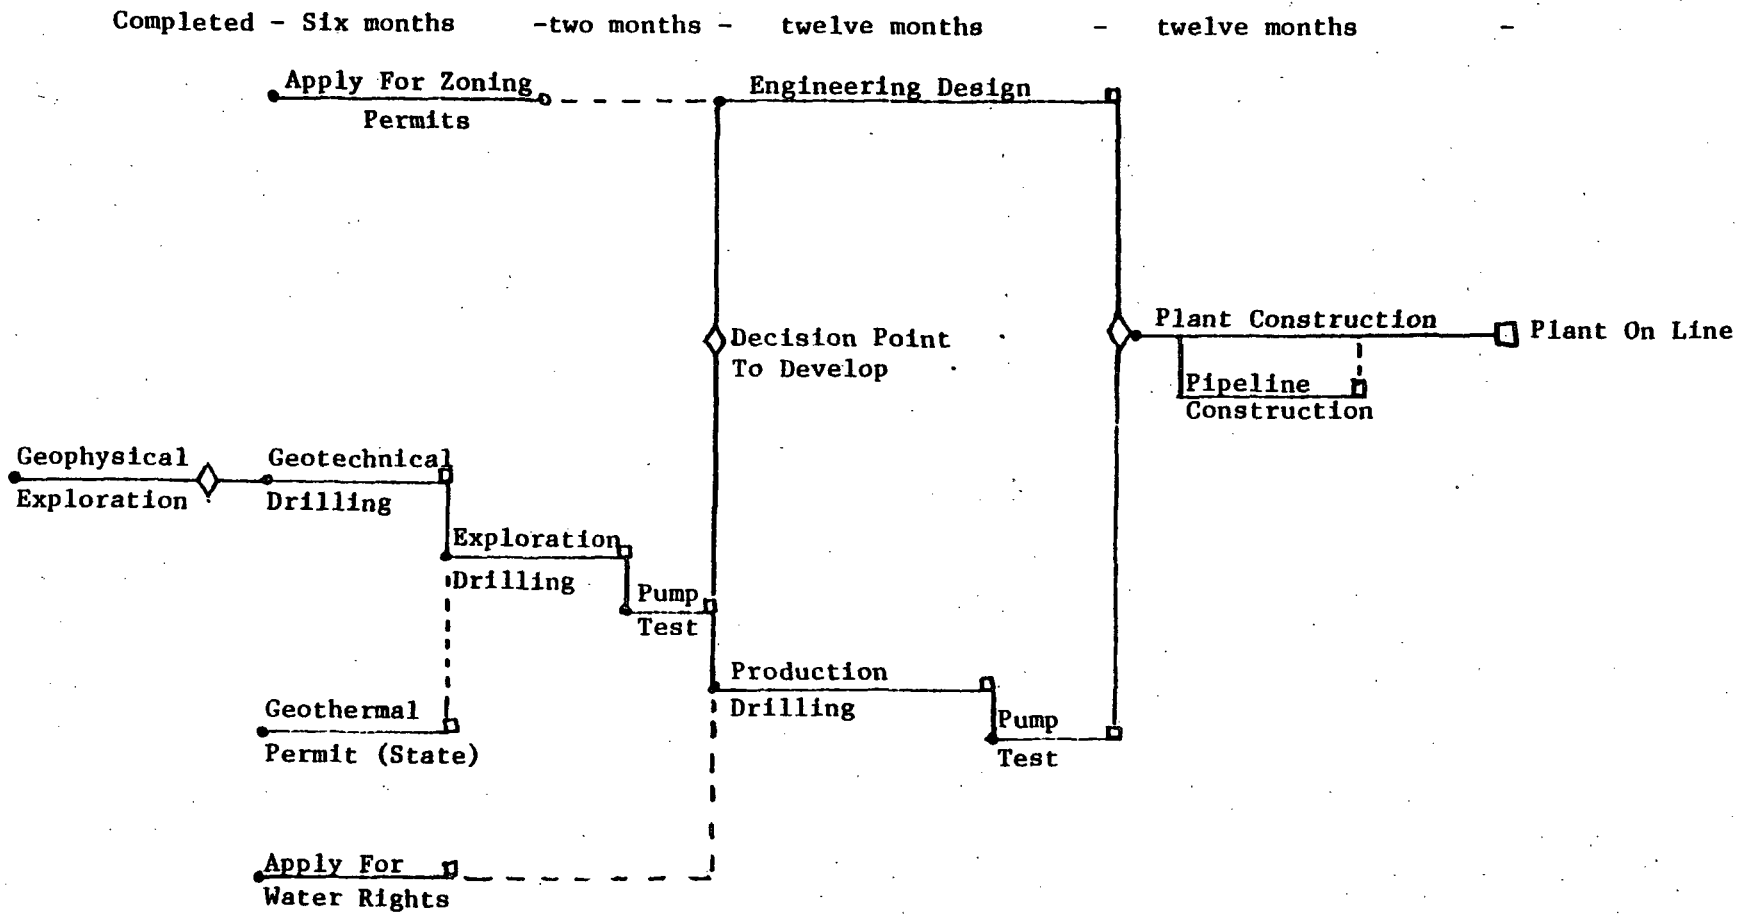 Completed - Six months -two months - twelve months - twelve months -
Apply For Zoning
Permits
Engineering Design
Decision Point
To Develop
Plant Construction
Plant On Line
Pipeline
Construction
Geophysical
Exploration
Geotechnical
Drilling
Exploration
Drilling
Pump
Test
Production
Drilling
Geothermal
Permit (State)
Pump
Test
Apply For
Water Rights